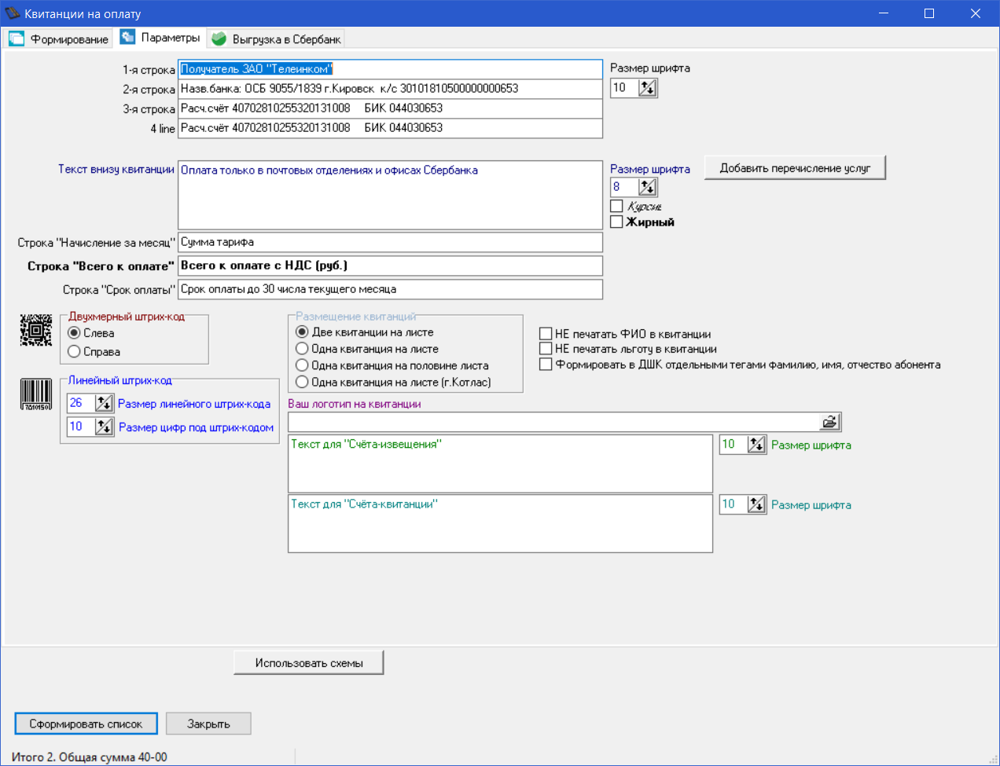 Квитанции на оплату
Формирование
Параметры
Выгрузка в Сбербанк
1-я строка
Получатель ЗАО "Телеинком"
Размер шрифта
10
2-я строка
Назв.банка: ОСБ 9055/1839 г.Кировск к/с 30101810500000000653
3-я строка
Расч.счёт 40702810255320131008 БИК 044030653
4 line
Расч.счёт 40702810255320131008 БИК 044030653
Текст внизу квитанции
Оплата только в почтовых отделениях и офисах Сбербанка
Размер шрифта
8
Добавить перечисление услуг
Курсив
Жирный
Строка "Начисление за месяц"
Сумма тарифа
Строка "Всего к оплате"
Всего к оплате с НДС (руб.)
Строка "Срок оплаты"
Срок оплаты до 30 числа текущего месяца
Двухмерный штрих-код
Слева
Справа
Размещение квитанций
Две квитанции на листе
Одна квитанция на листе
Одна квитанция на половине листа
Одна квитанция на листе (г.Котлас)
НЕ печатать ФИО в квитанции
НЕ печатать льготу в квитанции
Формировать в ДШК отдельными тегами фамилию, имя, отчество абонента
Линейный штрих-код
26
Размер линейного штрих-кода
10
Размер цифр под штрих-кодом
Ваш логотип на квитанции
Текст для "Счёта-извещения"
10
Размер шрифта
Текст для "Счёта-квитанции"
10
Размер шрифта
Использовать схемы
Сформировать список
Закрыть
Итого 2. Общая сумма 40-00